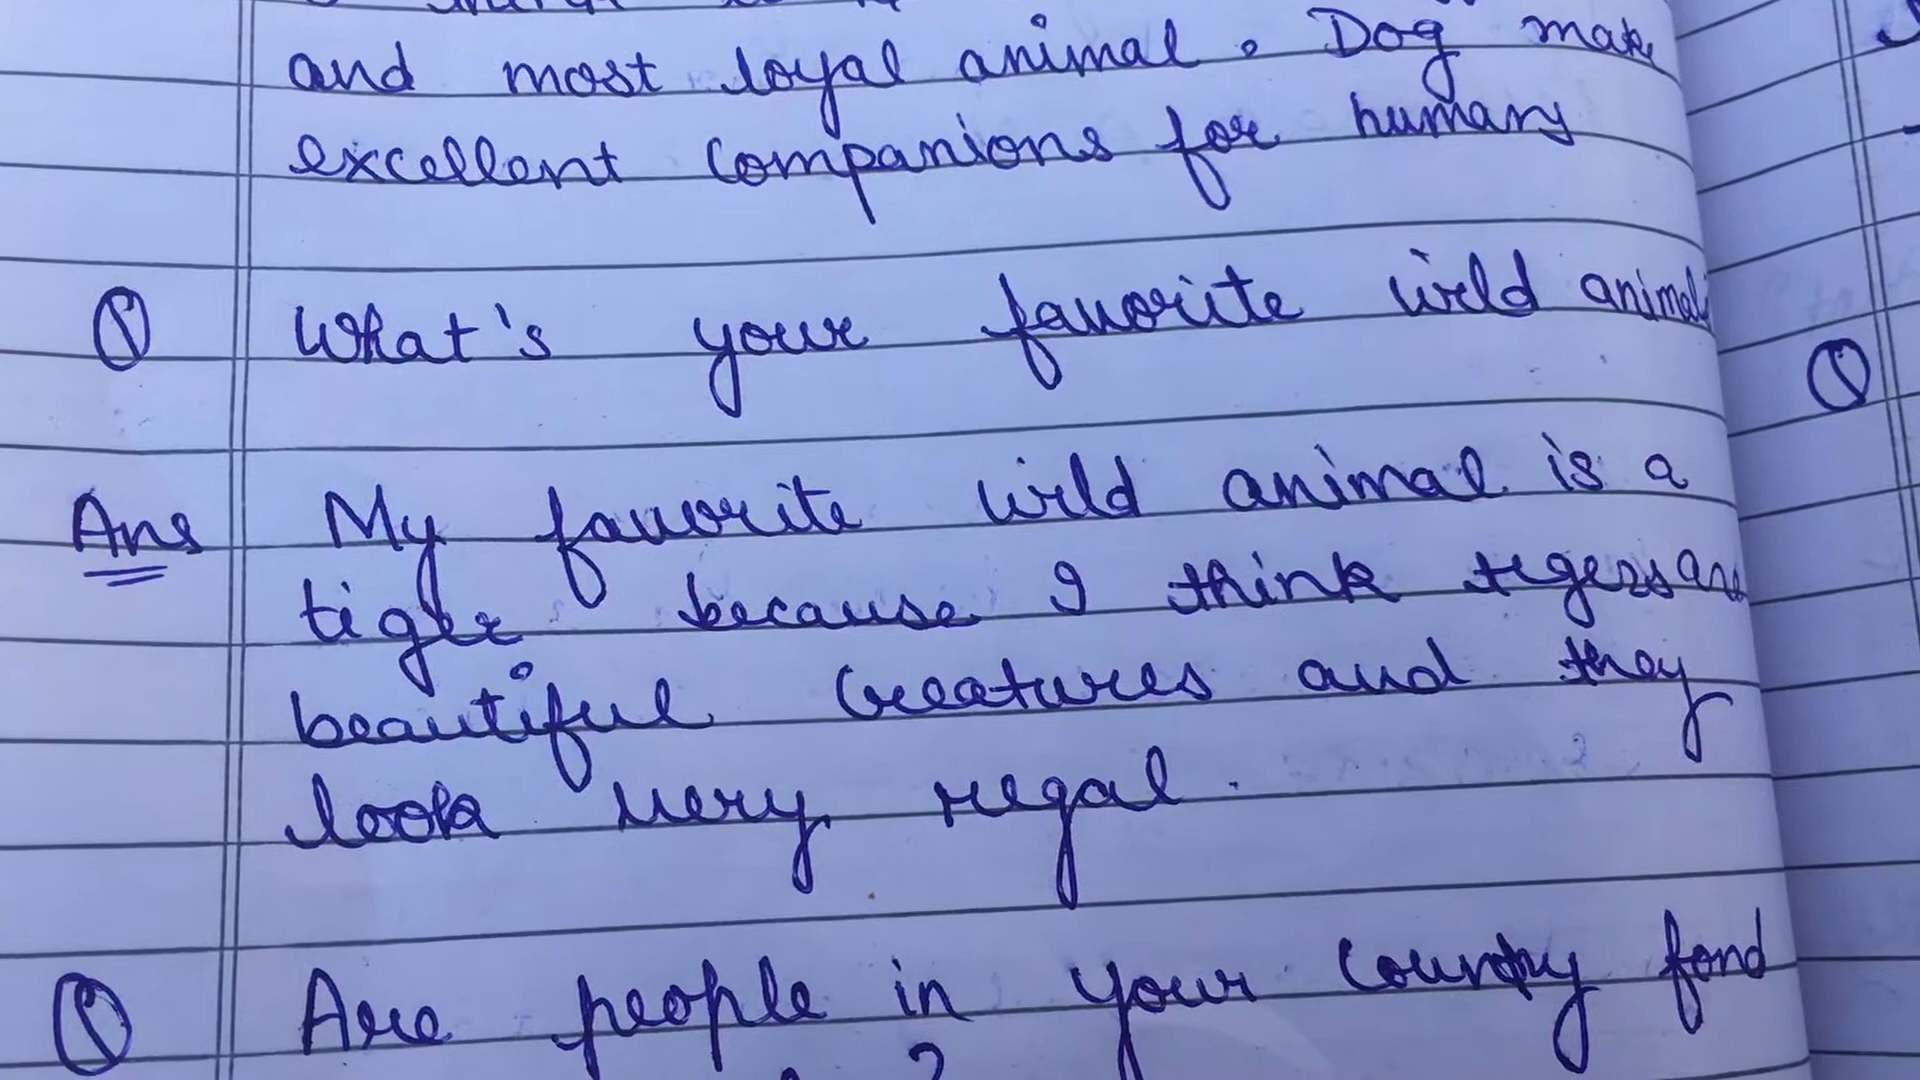 and most loyal animal. Dog make
excellent companions for humans
Q What's your favorite wild animal
Ans My favorite wild animal is a
tiger because I think tigers are
beautiful creatures and they
look very regal.
Q Are people in your country fond
?
Q